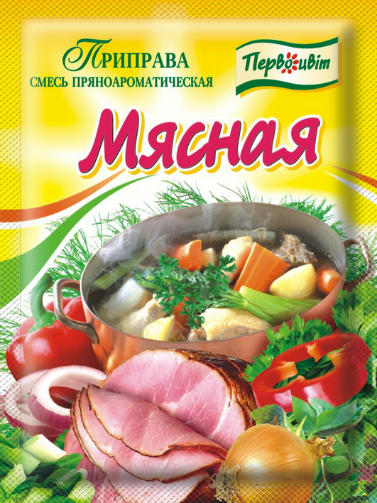 Приправа
смесь пряноароматическая
Первоцвіт
Мясная